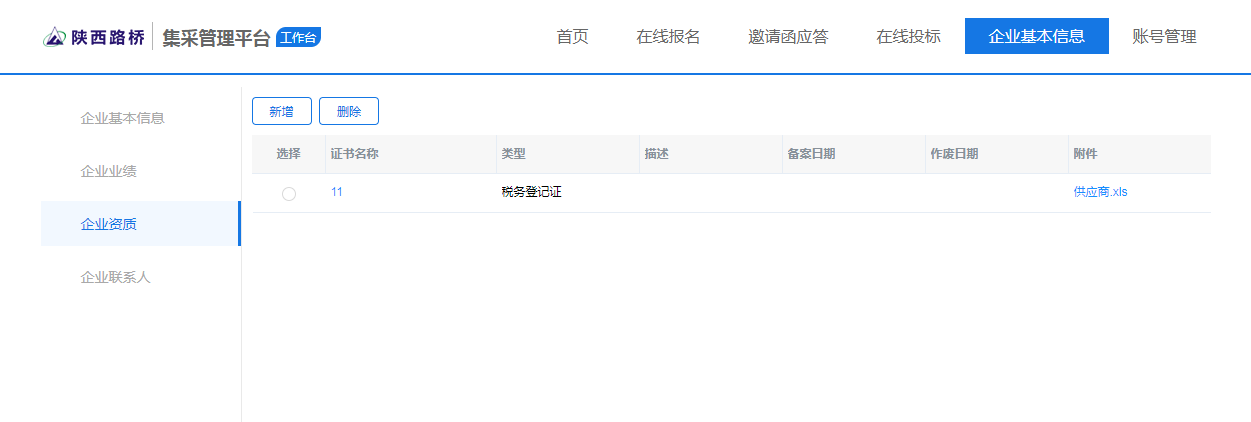 陕西路桥 集采管理平台 工作台 首页 在线报名 邀请函应答 在线投标 企业基本信息 账号管理
企业基本信息
企业业绩
企业资质
企业联系人
新增 删除
选择 证书名称 类型 描述 备案日期 作废日期 附件
11 税务登记证 供应商.xls